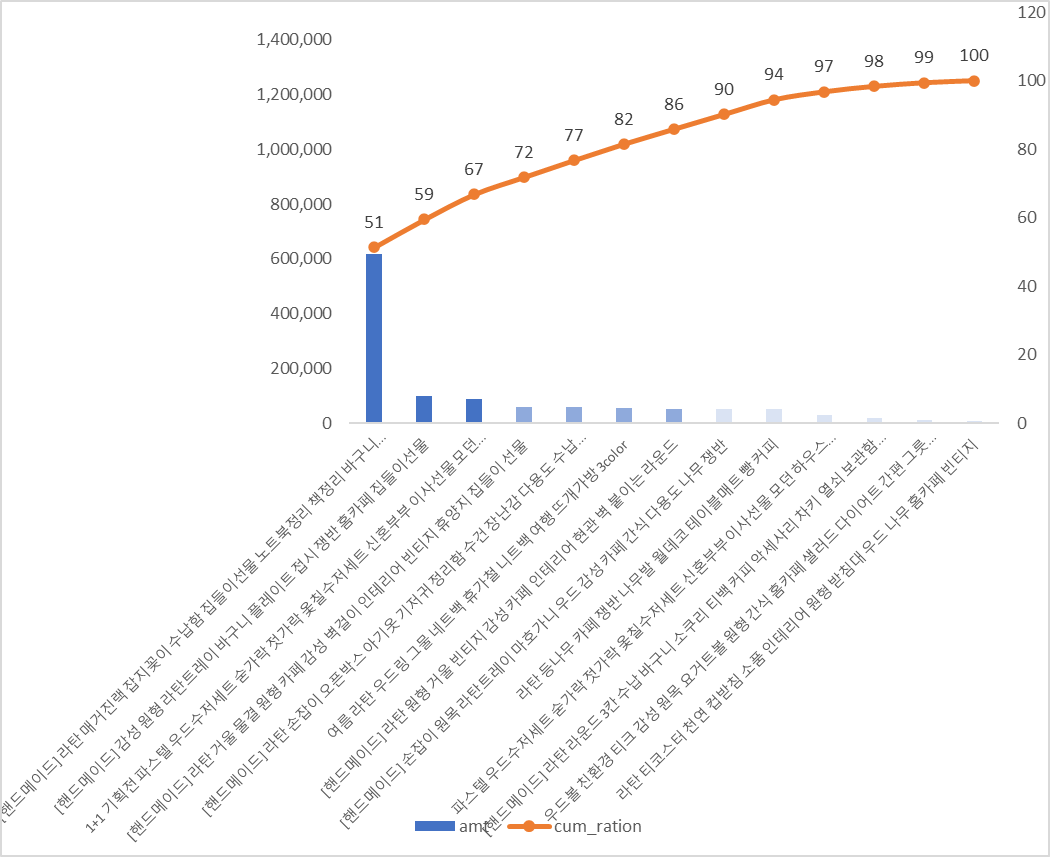 120
1,400,000
100
99
98
97
94
1,200,000
90
86
82
77
1,000,000
80
72
67
59
800,000
60
51
600,000
40
400,000
20
200,000
0
0
[핸드메이드] 라탄 매거진랙 잡지꽂이 수납함 집들이선물 노트북정리 책정리 바구니...
[핸드메이드] 감성 원형 라탄트레이 바구니 플레이트 접시 쟁반 홈카페 집들이선물
1+1 기획전 파스텔 우드수저세트 숟가락 젓가락 옻칠수저세트 신혼부부 이사선물 모던...
[핸드메이드] 라탄 거울 물결 원형 카페 감성 벽걸이 인테리어 빈티지 휴양지 집들이 선물
[핸드메이드] 라탄 손잡이 오픈박스 아기옷 기저귀 정리함 수건 장난감 다용도 수납...
여름 라탄 우드링 그물 네트백 휴가철 니트백 여행 뜨개가방 3color
[핸드메이드] 라탄 원형 거울 빈티지 감성 카페 인테리어 현관 벽 붙이는 라운드
[핸드메이드] 손잡이 원목 라탄트레이 마호가니 우드 감성 카페 간식 다용도 나무 쟁반
라탄 등나무 카페 쟁반 나무발 월데코 테이블매트 빵 커피
파스텔 우드수저세트 숟가락 젓가락 옻칠수저세트 신혼부부 이사선물 모던 하우스...
[핸드메이드] 라탄 라운드 3칸 수납 바구니 소쿠리 티백 커피 악세사리 차키 열쇠 보관함...
우드볼 친환경 티크 감성 원목 요거트볼 원형 간식 홈카페 샐러드 다이어트 간편 그릇...
라탄 티코스터 천연 컵받침 소품 인테리어 원형 받침대 우드 나무 홈카페 빈티지
amt
cum_ration